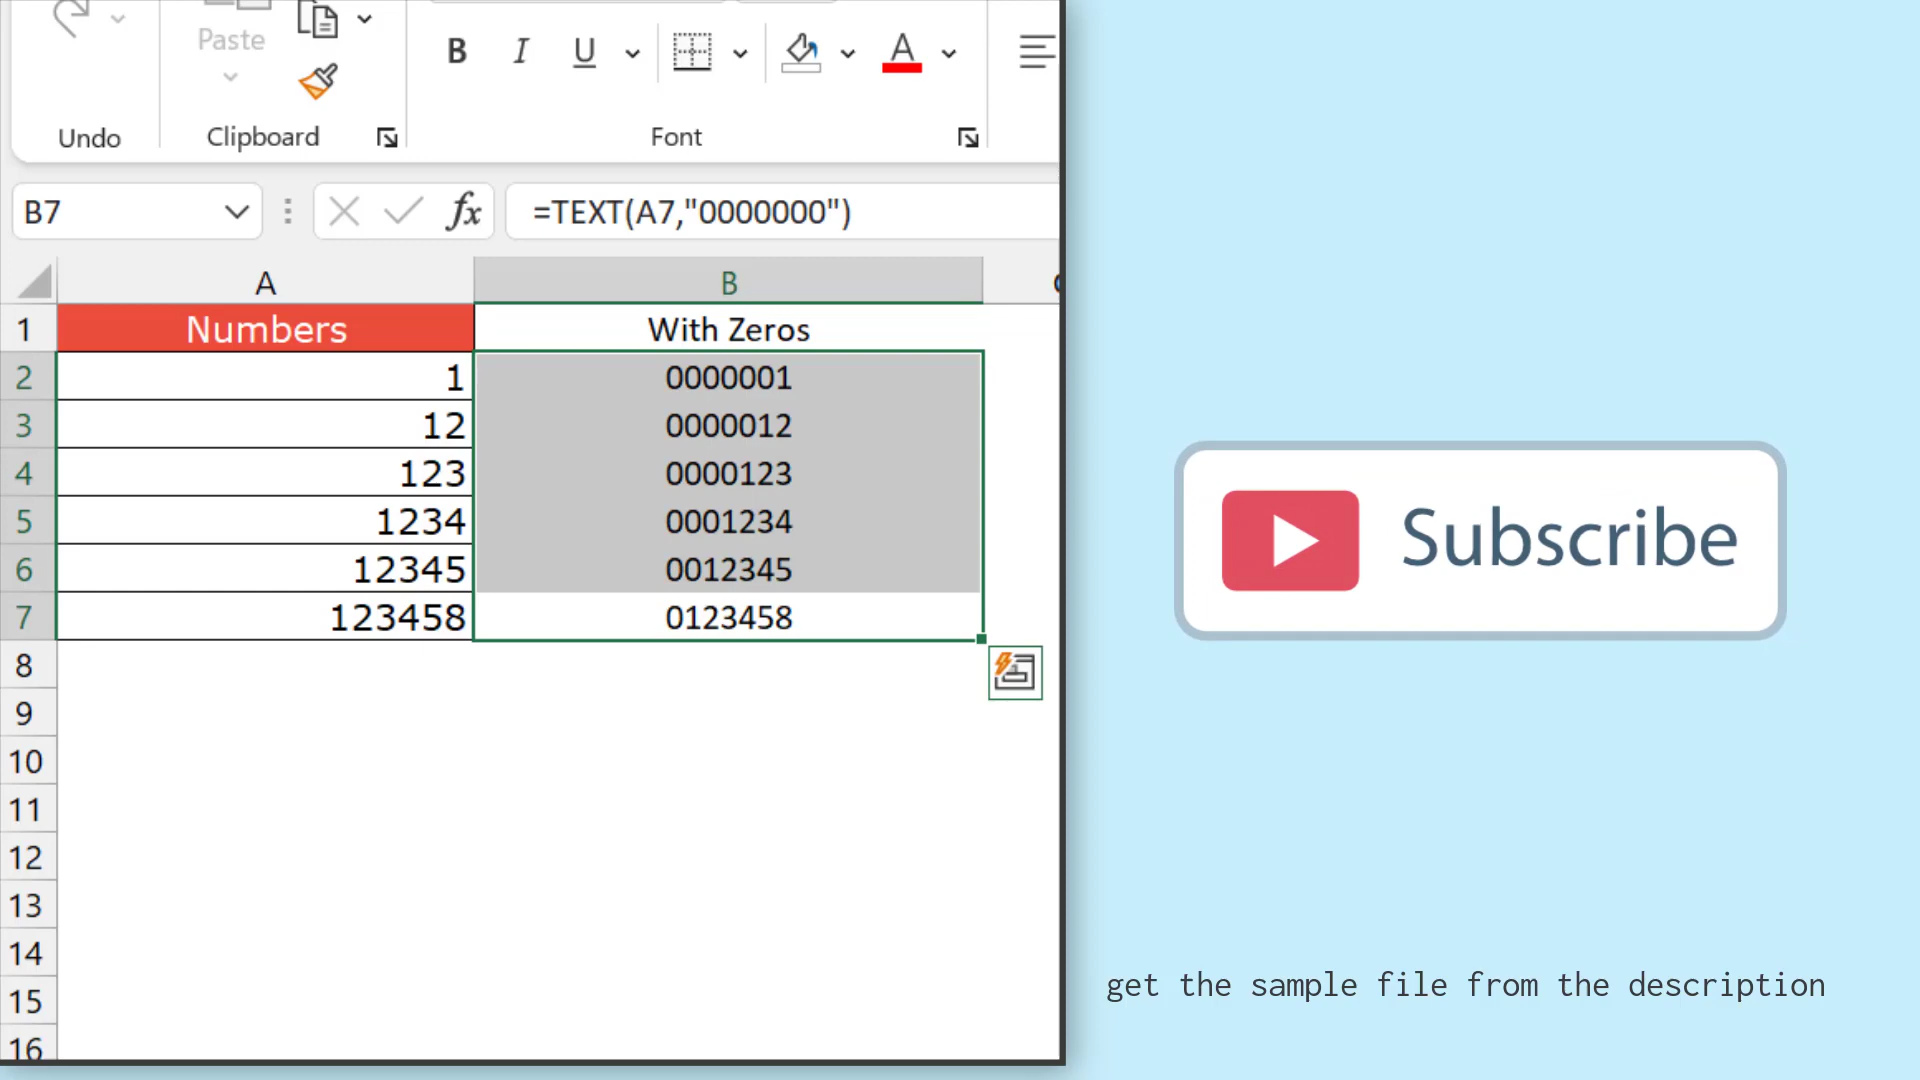 Paste
B I U A
Undo Clipboard Font
B7 fx =TEXT(A7,"0000000")
A B
1 Numbers With Zeros
2 1 0000001
3 12 0000012
4 123 0000123
5 1234 0001234
6 12345 0012345
7 123458 0123458
8
9
10
11
12
13
14
15
16
Subscribe
get the sample file from the description